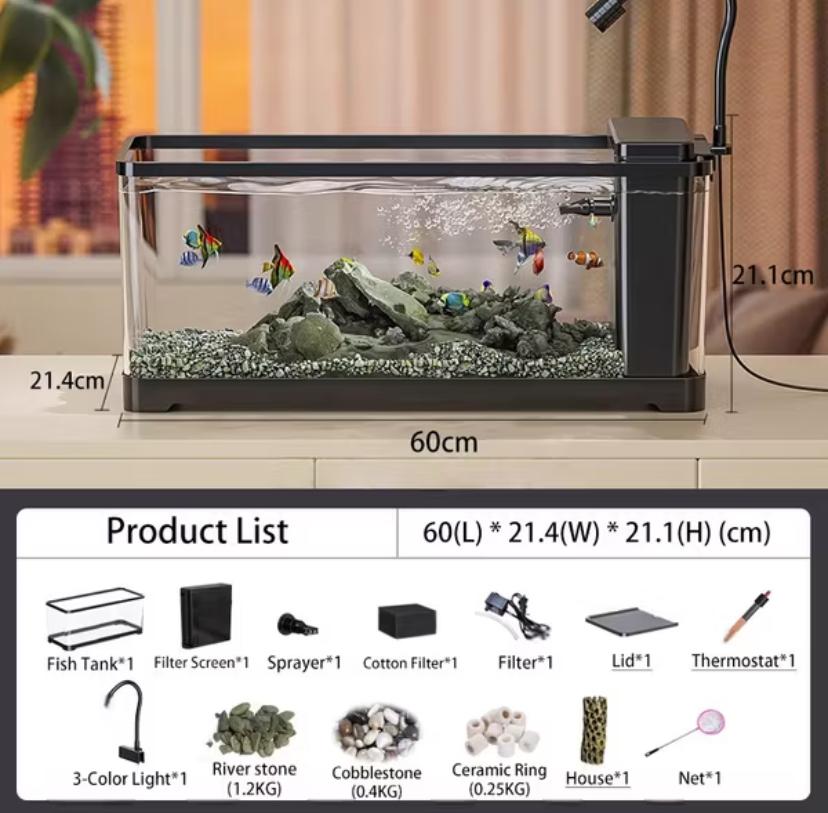 21.1cm
21.4cm
60cm
Product List
60(L) * 21.4(W) * 21.1(H) (cm)
Fish Tank*1
Filter Screen*1
Sprayer*1
Cotton Filter*1
Filter*1
Lid*1
Thermostat*1
3-Color Light*1
River stone
(1.2KG)
Cobblestone
(0.4KG)
Ceramic Ring
(0.25KG)
House*1
Net*1